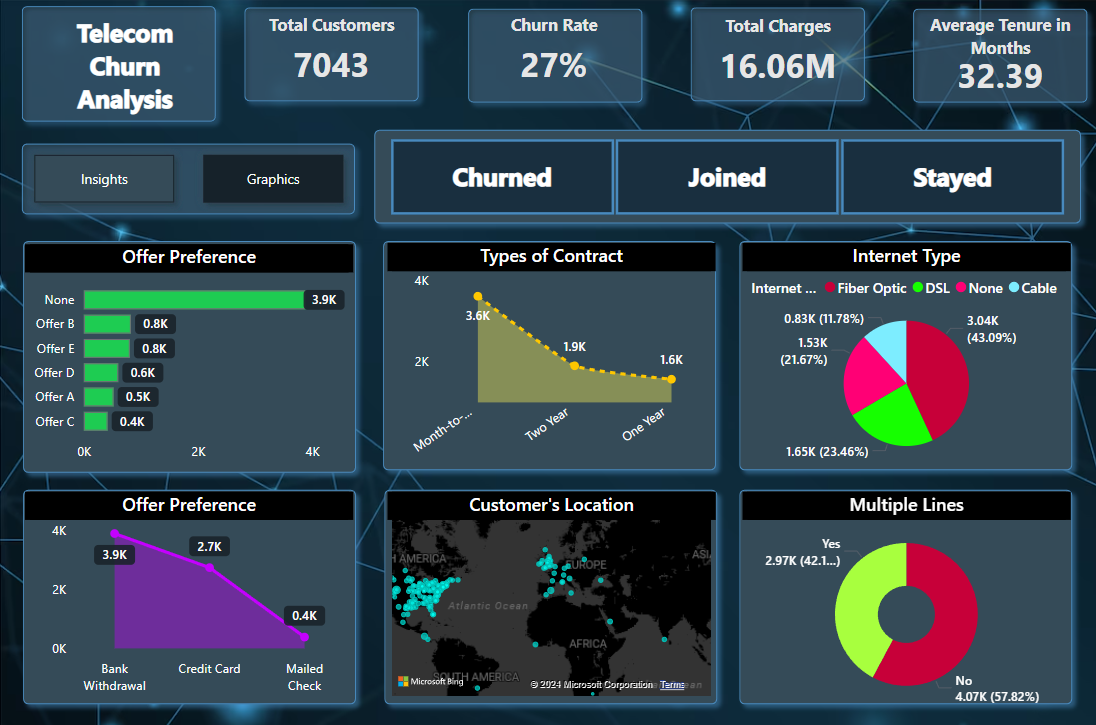 Telecom
Churn
Analysis
Total Customers
7043
Churn Rate
27%
Total Charges
16.06M
Average Tenure in
Months
32.39
Insights
Graphics
Churned
Joined
Stayed
Offer Preference
None
3.9K
Offer B
0.8K
Offer E
0.8K
Offer D
0.6K
Offer A
0.5K
Offer C
0.4K
0K
2K
4K
Types of Contract
4K
2K
3.6K
1.9K
1.6K
Month-to-...
Two Year
One Year
Internet Type
Internet ...
Fiber Optic
DSL
None
Cable
0.83K (11.78%)
3.04K
(43.09%)
1.53K
(21.67%)
1.65K (23.46%)
Offer Preference
4K
2K
0K
3.9K
2.7K
0.4K
Bank
Withdrawal
Credit Card
Mailed
Check
Customer's Location
H AMERICA
EUROPE
ASI
Atlantic Ocean
AFRICA
SOUTH AMERICA
Microsoft Bing
© 2024 Microsoft Corporation
Terms
Multiple Lines
Yes
2.97K (42.1...)
No
4.07K (57.82%)